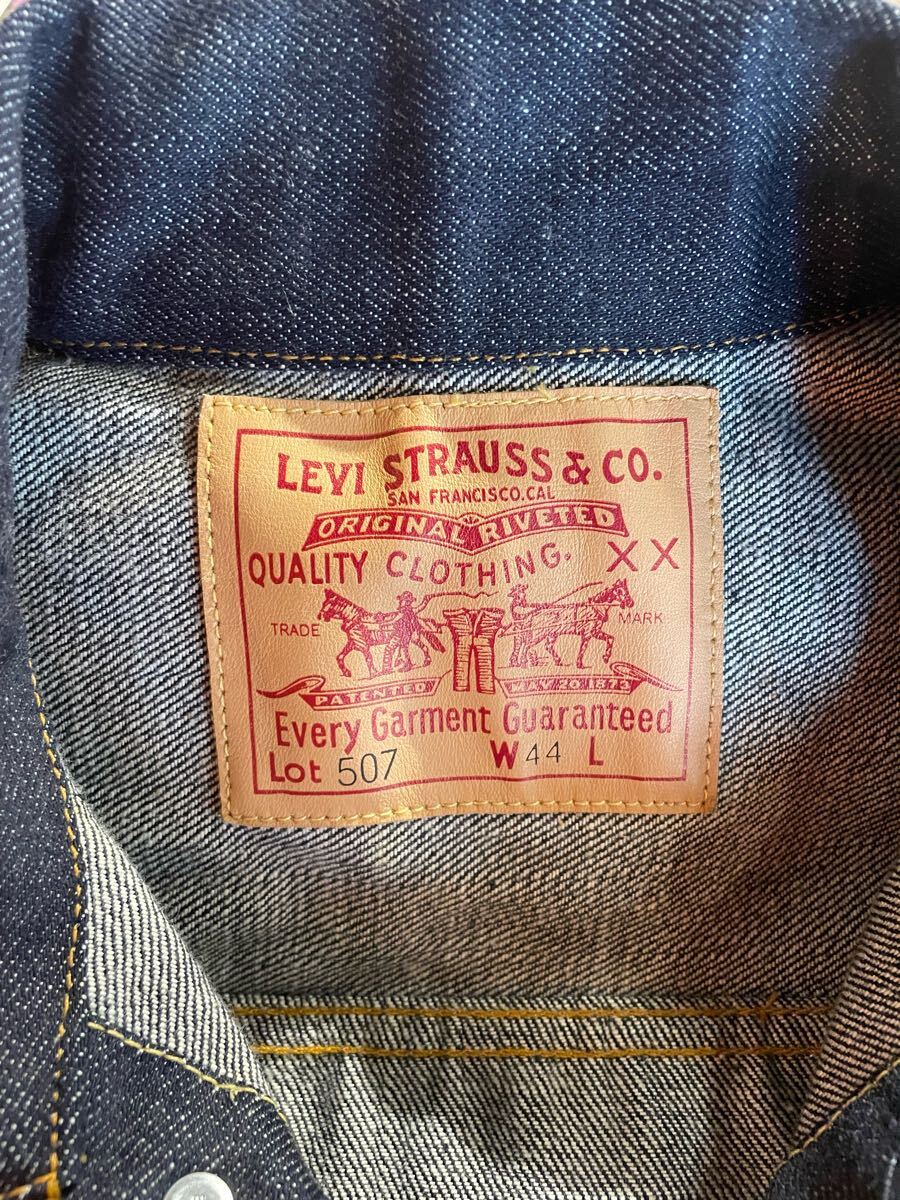 LEVI STRAUSS & CO.
SAN FRANCISCO.CAL
ORIGINAL RIVETED
QUALITY CLOTHING. XX
TRADE MARK
PATENTED MAY 20 1873
Every Garment Guaranteed
Lot 507 W 44 L